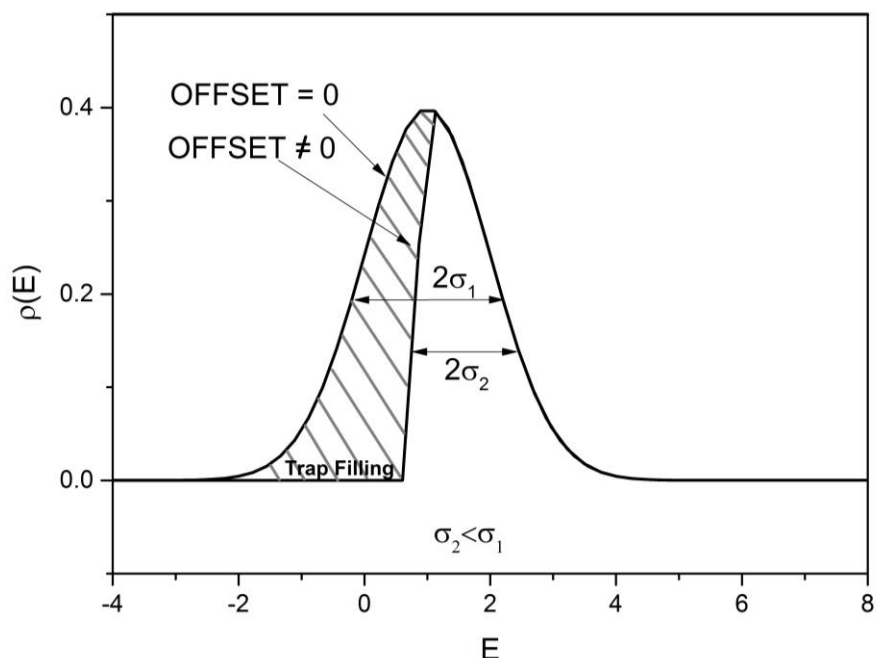 OFFSET = 0
OFFSET ≠ 0
0.4
0.2
0.0
ρ(E)
2σ₁
2σ₂
Trap Filling
σ₂<σ₁
-4 -2 0 2 4 6 8
E